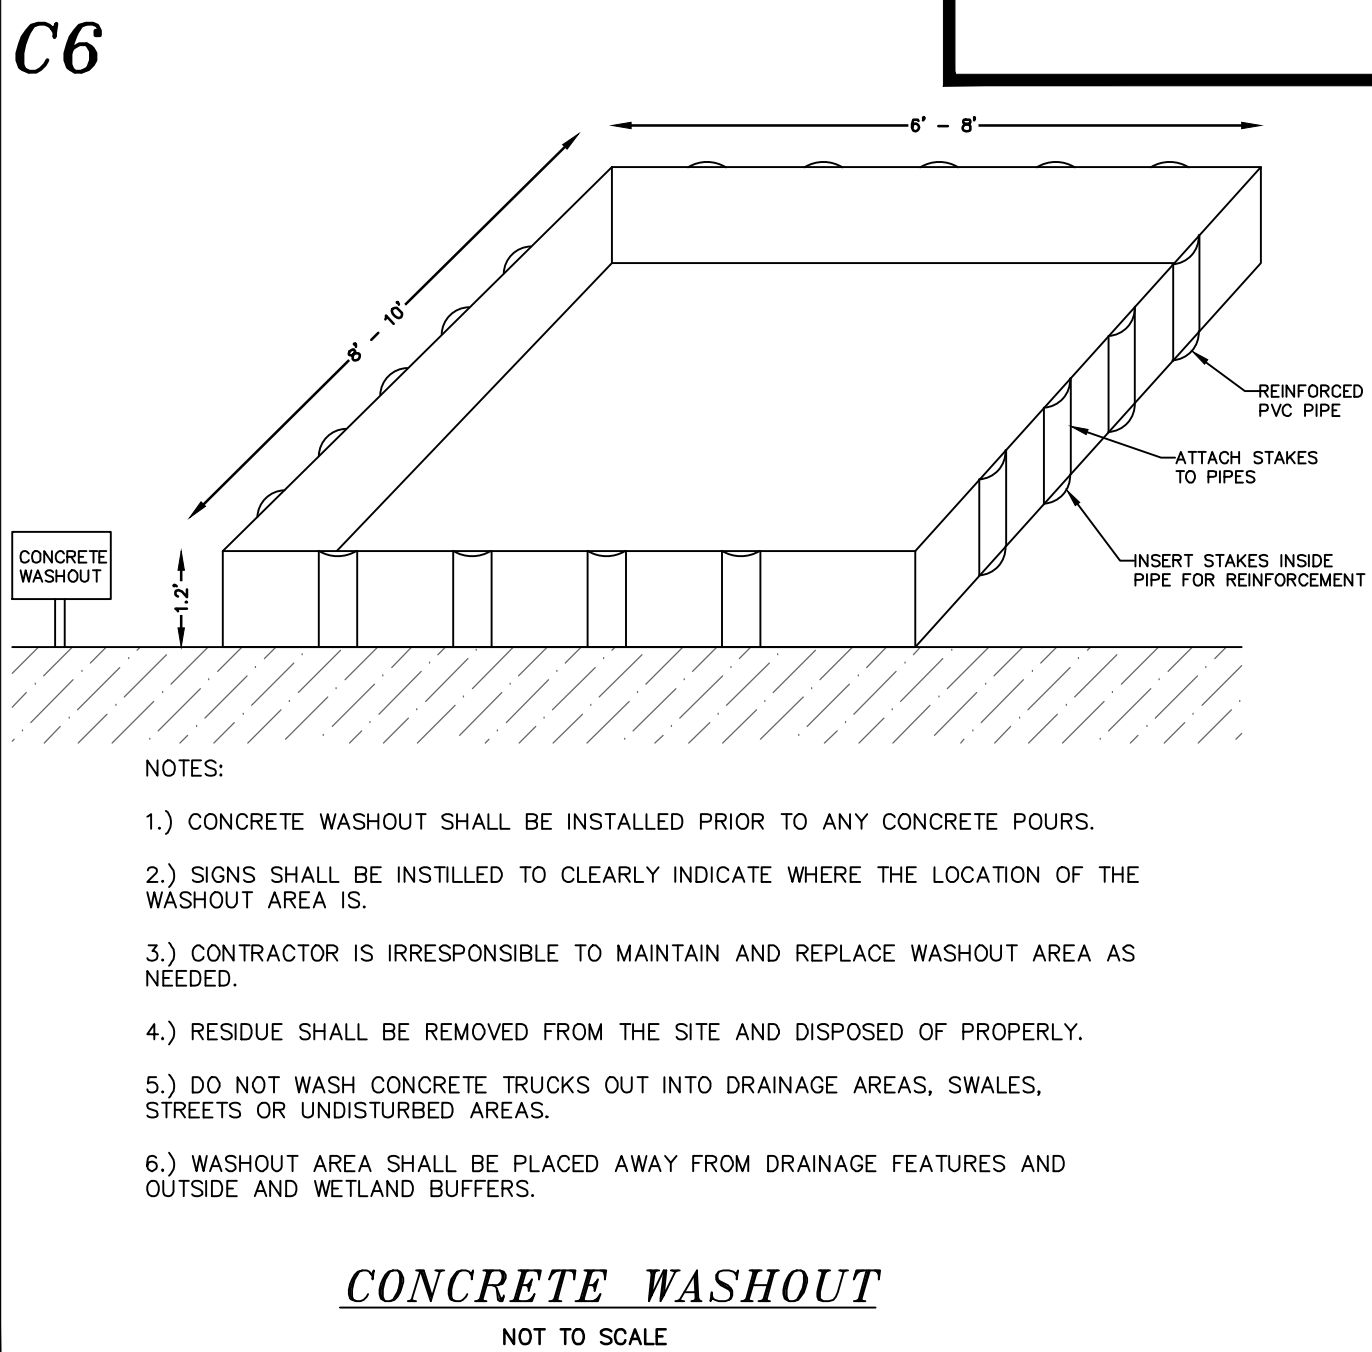 C6
6' - 8'
8' - 10'
REINFORCED
PVC PIPE
ATTACH STAKES
TO PIPES
CONCRETE
WASHOUT
1.2'
INSERT STAKES INSIDE
PIPE FOR REINFORCEMENT
NOTES:
1.) CONCRETE WASHOUT SHALL BE INSTALLED PRIOR TO ANY CONCRETE POURS.
2.) SIGNS SHALL BE INSTILLED TO CLEARLY INDICATE WHERE THE LOCATION OF THE
WASHOUT AREA IS.
3.) CONTRACTOR IS IRRESPONSIBLE TO MAINTAIN AND REPLACE WASHOUT AREA AS
NEEDED.
4.) RESIDUE SHALL BE REMOVED FROM THE SITE AND DISPOSED OF PROPERLY.
5.) DO NOT WASH CONCRETE TRUCKS OUT INTO DRAINAGE AREAS, SWALES,
STREETS OR UNDISTURBED AREAS.
6.) WASHOUT AREA SHALL BE PLACED AWAY FROM DRAINAGE FEATURES AND
OUTSIDE AND WETLAND BUFFERS.
CONCRETE WASHOUT
NOT TO SCALE